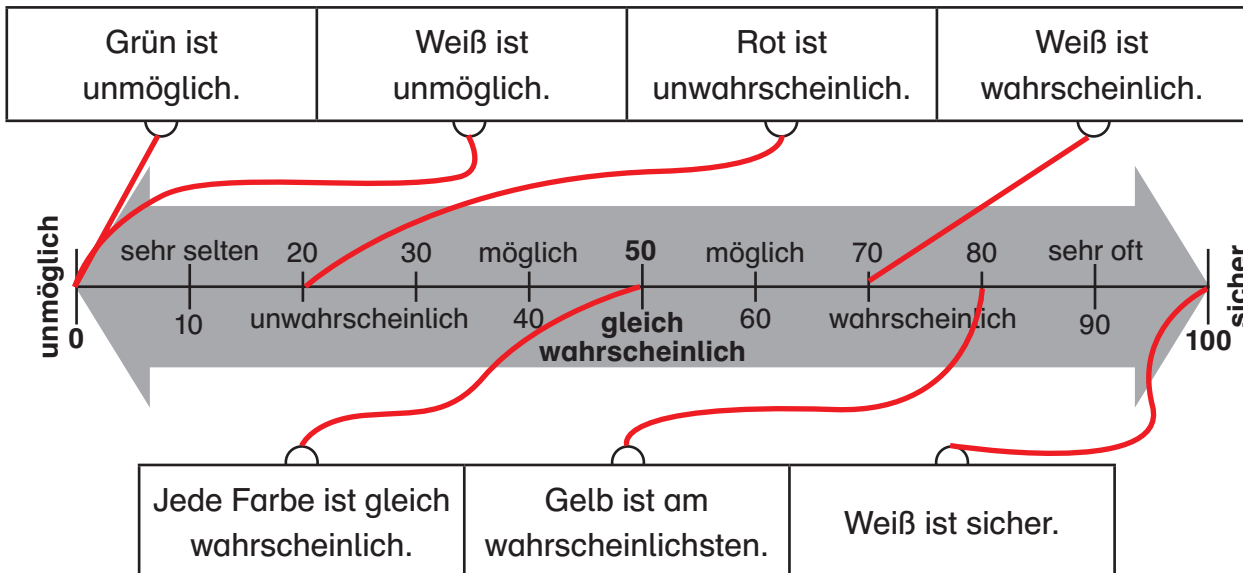 Grün ist
unmöglich.
Weiß ist
unmöglich.
Rot ist
unwahrscheinlich.
Weiß ist
wahrscheinlich.
unmöglich
0
sehr selten
10
20
unwahrscheinlich
30
möglich
40
50
gleich
wahrscheinlich
möglich
60
70
wahrscheinlich
80
sehr oft
90
100
sicher
Jede Farbe ist gleich
wahrscheinlich.
Gelb ist am
wahrscheinlichsten.
Weiß ist sicher.